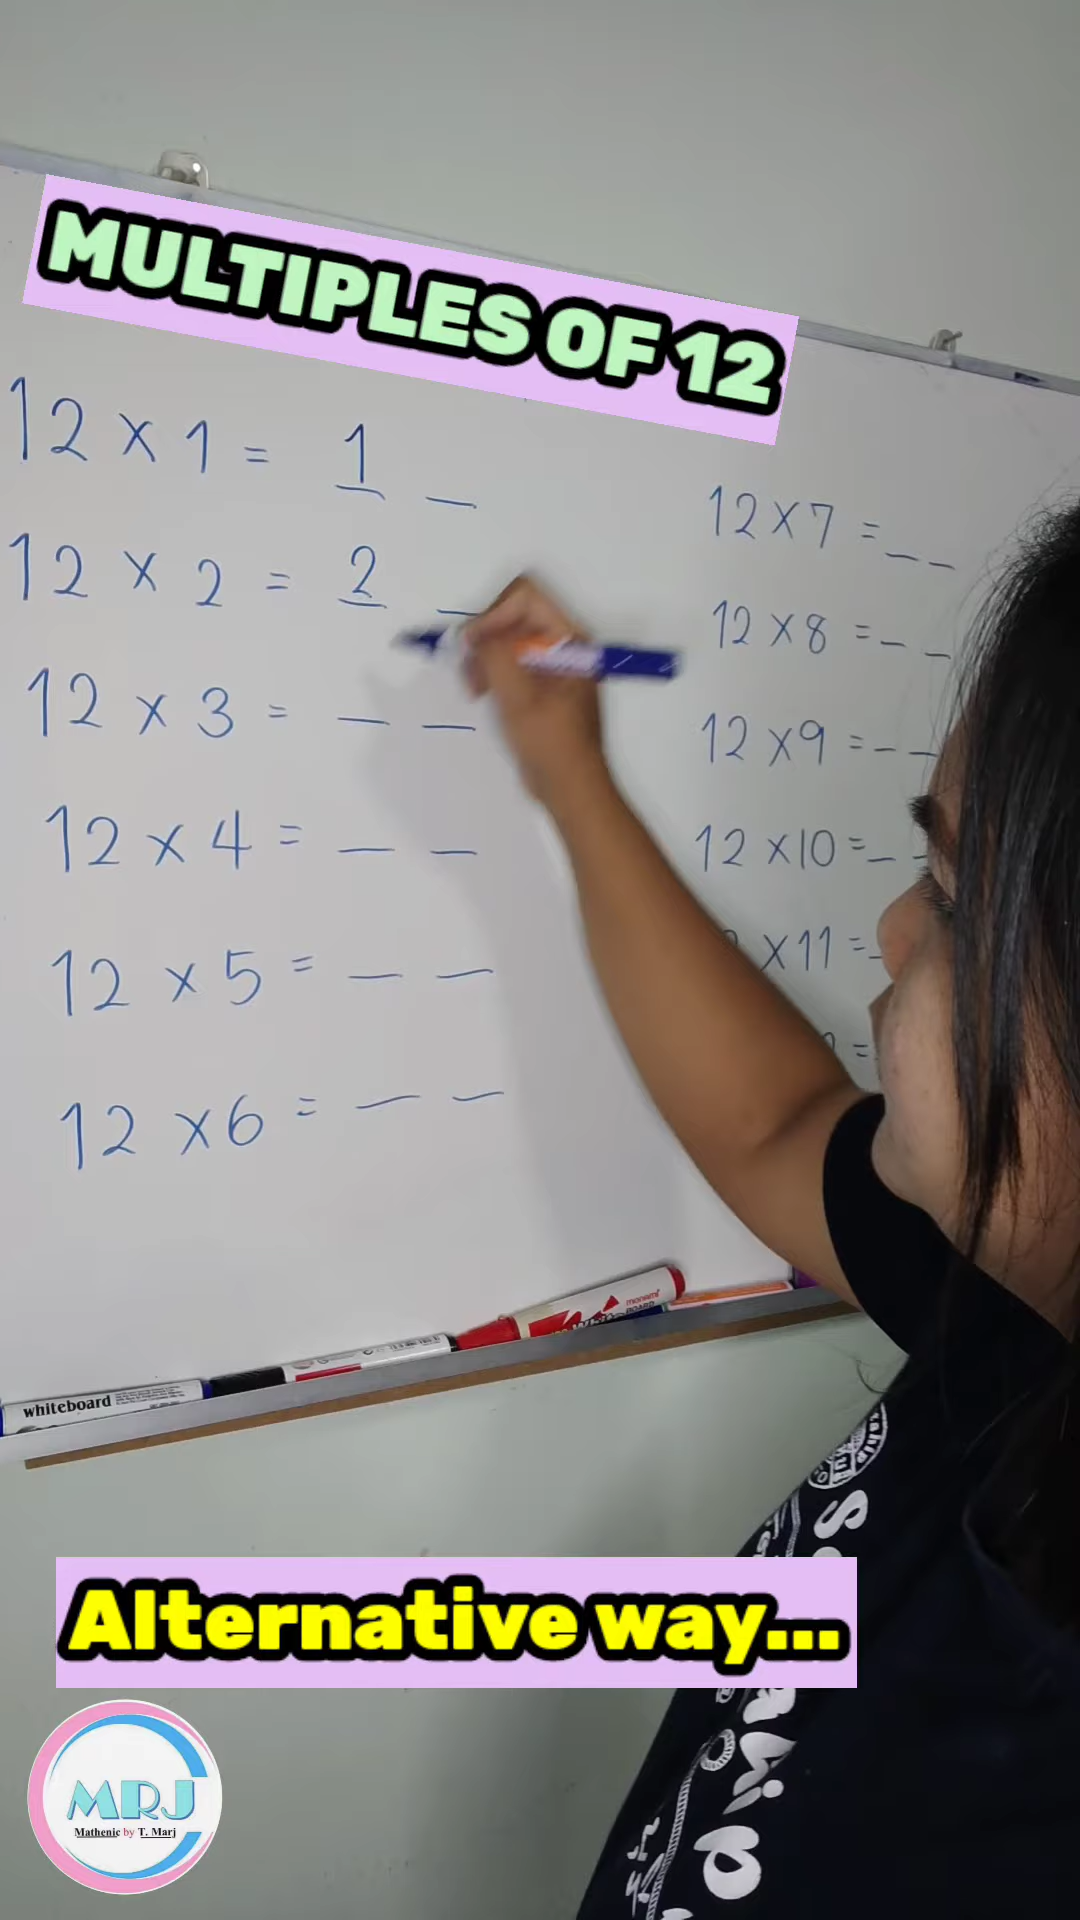 MULTIPLES OF 12
12 x 1 = 1 _
12 x 2 = 2 _
12 x 3 = _ _
12 x 4 = _ _
12 x 5 = _ _
12 x 6 = _ _
12 x 7 = _ _
12 x 8 = _ _
12 x 9 = _ _
12 x 10 = _ _
x 11 = _
=
whiteboard
monami
BOARD
Alternative way...
MRJ
Mathenic by T. Marj